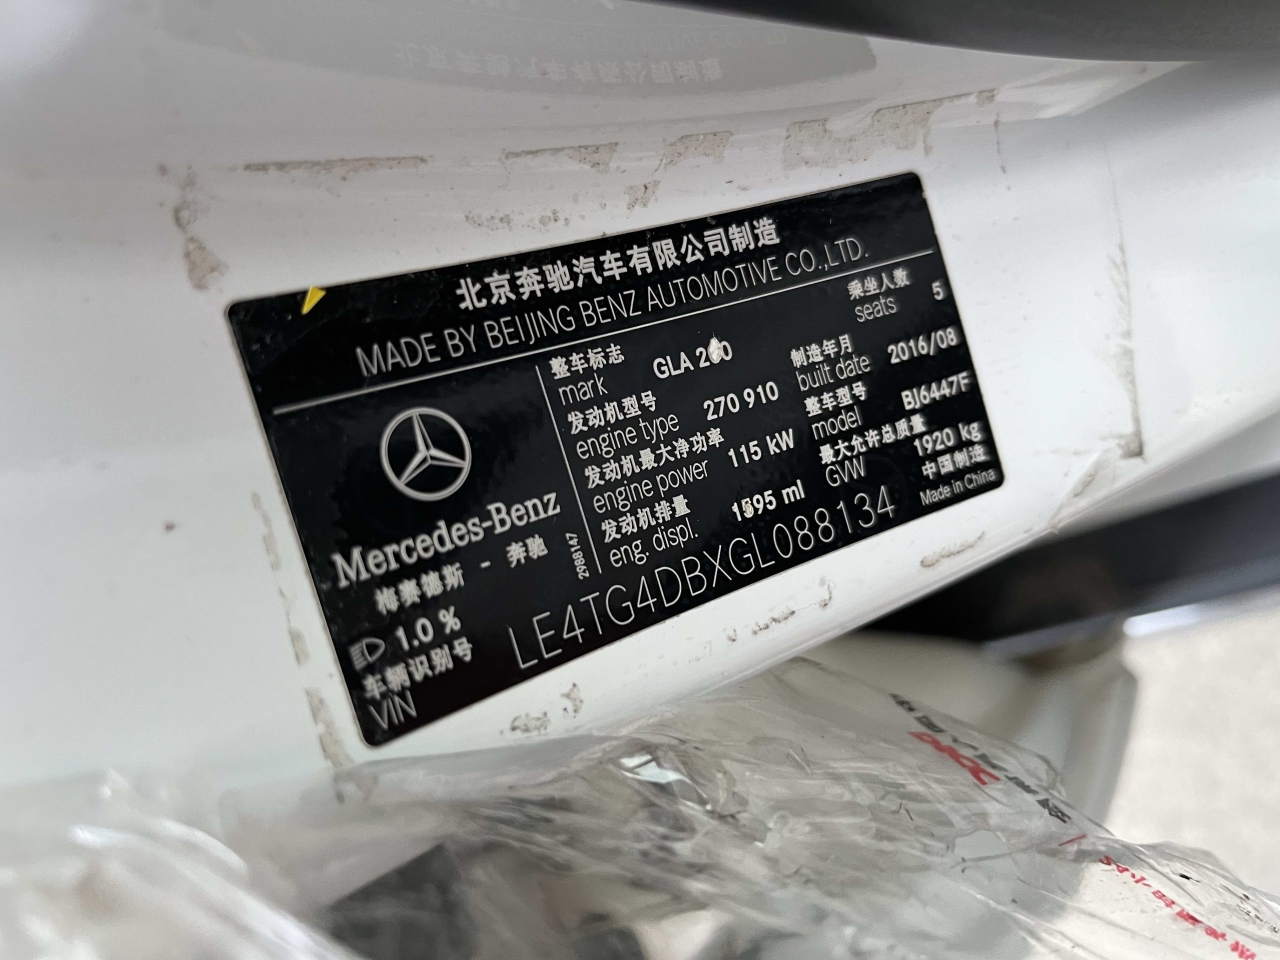 北京奔驰汽车有限公司制造
MADE BY BEIJING BENZ AUTOMOTIVE CO.,LTD.
Mercedes-Benz
梅赛德斯 - 奔驰
1.0 %
2988147
整车标志
mark
GLA 200
乘坐人数
seats
5
发动机型号
engine type
270 910
制造年月
built date
2016/08
发动机最大净功率
engine power
115 kW
整车型号
model
BJ6447F
发动机排量
eng. displ.
1595 ml
最大允许总质量
GVW
1920 kg
中国制造
Made in China
车辆识别号
VIN
LE4TG4DBXGL088134